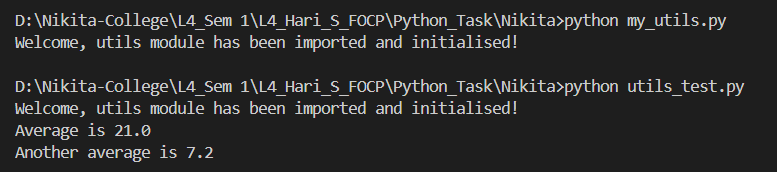 D:\Nikita-College\L4_Sem 1\L4_Hari_S_FOCP\Python_Task\Nikita>python my_utils.py
Welcome, utils module has been imported and initialised!
D:\Nikita-College\L4_Sem 1\L4_Hari_S_FOCP\Python_Task\Nikita>python utils_test.py
Welcome, utils module has been imported and initialised!
Average is 21.0
Another average is 7.2